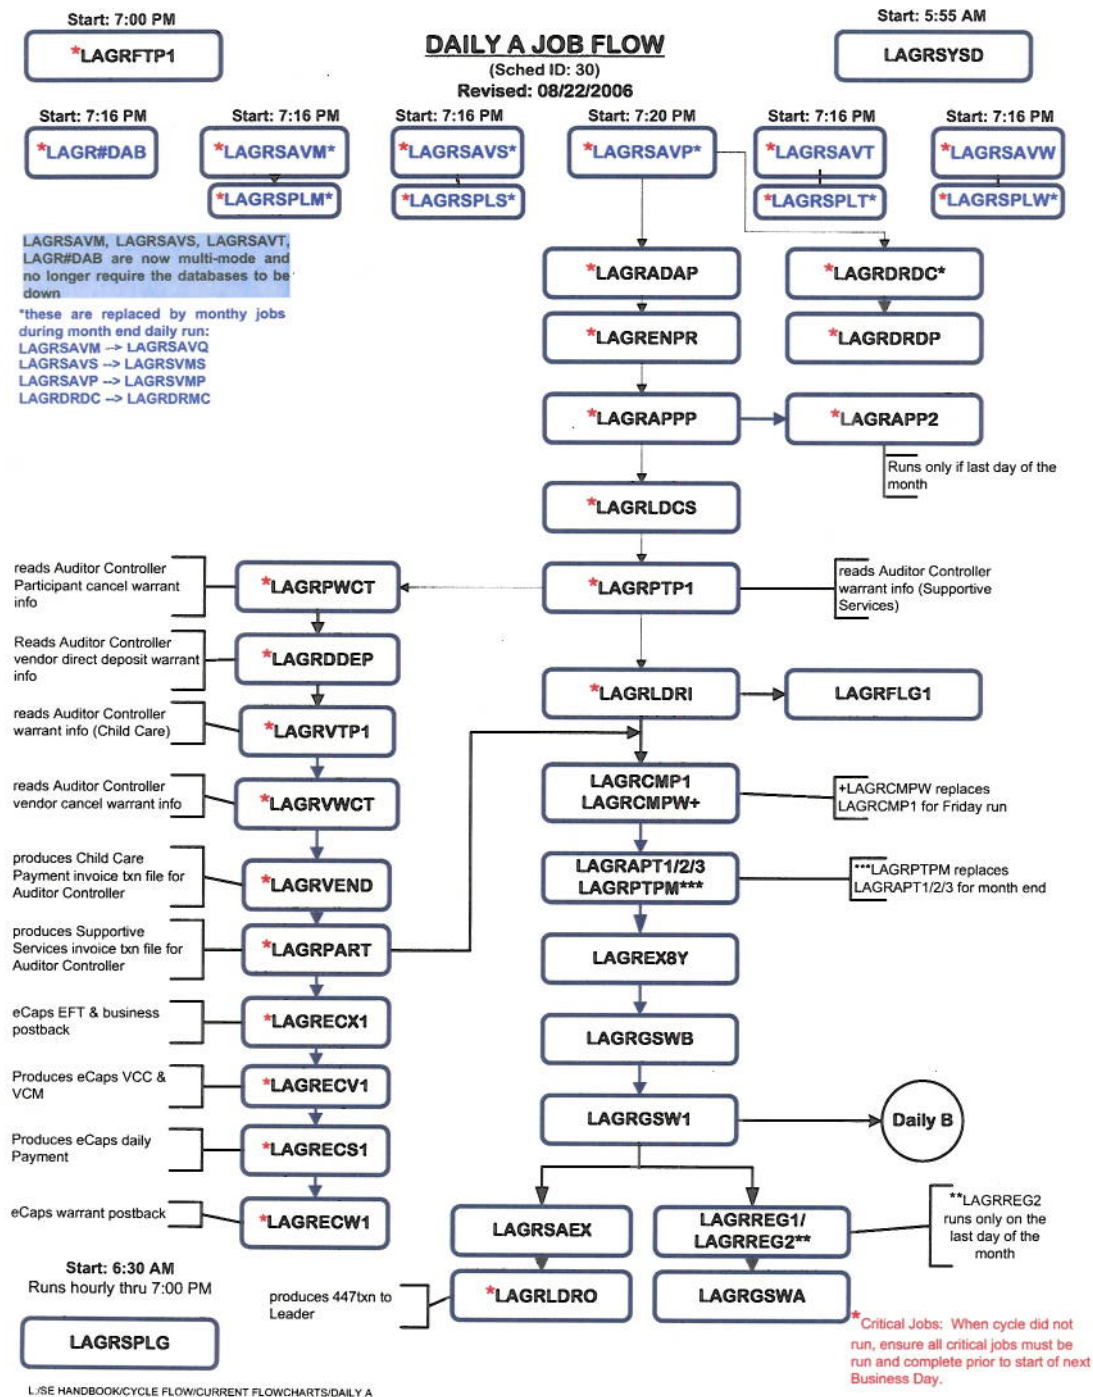 Start: 7:00 PM
*LAGRFTP1
DAILY A JOB FLOW
(Sched ID: 30)
Revised: 08/22/2006
Start: 5:55 AM
LAGRSYSD
Start: 7:16 PM
*LAGR#DAB
Start: 7:16 PM
*LAGRSAVM*
*LAGRSPLM*
Start: 7:16 PM
*LAGRSAVS*
*LAGRSPLS*
Start: 7:20 PM
*LAGRSAVP*
Start: 7:16 PM
*LAGRSAVT
*LAGRSPLT*
Start: 7:16 PM
*LAGRSAVW
*LAGRSPLW*
LAGRSAVM, LAGRSAVS, LAGRSAVT,
LAGR#DAB are now multi-mode and
no longer require the databases to be
down
*these are replaced by monthy jobs
during month end daily run:
LAGRSAVM --> LAGRSAVQ
LAGRSAVS --> LAGRSVMS
LAGRSAVP --> LAGRSVMP
LAGRDRDC --> LAGRDRMC
*LAGRADAP
*LAGRDRDC*
*LAGRENPR
*LAGRDRDP
*LAGRAPPP
*LAGRAPP2
Runs only if last day of the
month
*LAGRLDCS
reads Auditor Controller
Participant cancel warrant
info
*LAGRPWCT
*LAGRPTP1
reads Auditor Controller
warrant info (Supportive
Services)
Reads Auditor Controller
vendor direct deposit warrant
info
*LAGRDDEP
*LAGRLDRI
LAGRFLG1
reads Auditor Controller
warrant info (Child Care)
*LAGRVTP1
reads Auditor Controller
vendor cancel warrant info
*LAGRVWCT
LAGRCMP1
LAGRCMPW+
+LAGRCMPW replaces
LAGRCMP1 for Friday run
produces Child Care
Payment invoice txn file for
Auditor Controller
*LAGRVEND
LAGRAPT1/2/3
LAGRPTPM***
***LAGRPTPM replaces
LAGRAPT1/2/3 for month end
produces Supportive
Services invoice txn file for
Auditor Controller
*LAGRPART
LAGREX8Y
eCaps EFT & business
postback
*LAGRECX1
LAGRGSWB
Produces eCaps VCC &
VCM
*LAGRECV1
LAGRGSW1
Daily B
Produces eCaps daily
Payment
*LAGRECS1
eCaps warrant postback
*LAGRECW1
LAGRSAEX
LAGRREG1/
LAGRREG2**
**LAGRREG2
runs only on the
last day of the
month
Start: 6:30 AM
Runs hourly thru 7:00 PM
LAGRSPLG
produces 447txn to
Leader
*LAGRLDRO
LAGRGSWA
*Critical Jobs: When cycle did not
run, ensure all critical jobs must be
run and complete prior to start of next
Business Day.
L:/SE HANDBOOK/CYCLE FLOW/CURRENT FLOWCHARTS/DAILY A